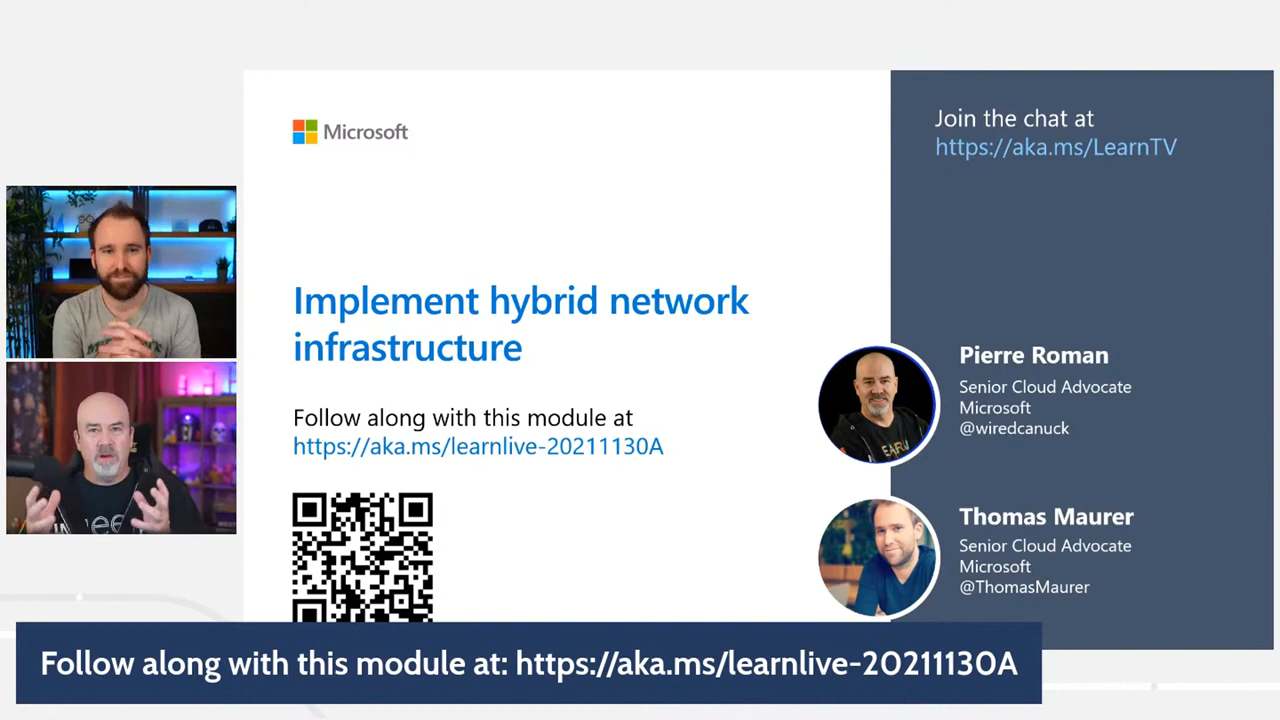 Microsoft
Join the chat at
https://aka.ms/LearnTV
Implement hybrid network
infrastructure
Follow along with this module at
https://aka.ms/learnlive-20211130A
Pierre Roman
Senior Cloud Advocate
Microsoft
@wiredcanuck
Thomas Maurer
Senior Cloud Advocate
Microsoft
@ThomasMaurer
Follow along with this module at: https://aka.ms/learnlive-20211130A